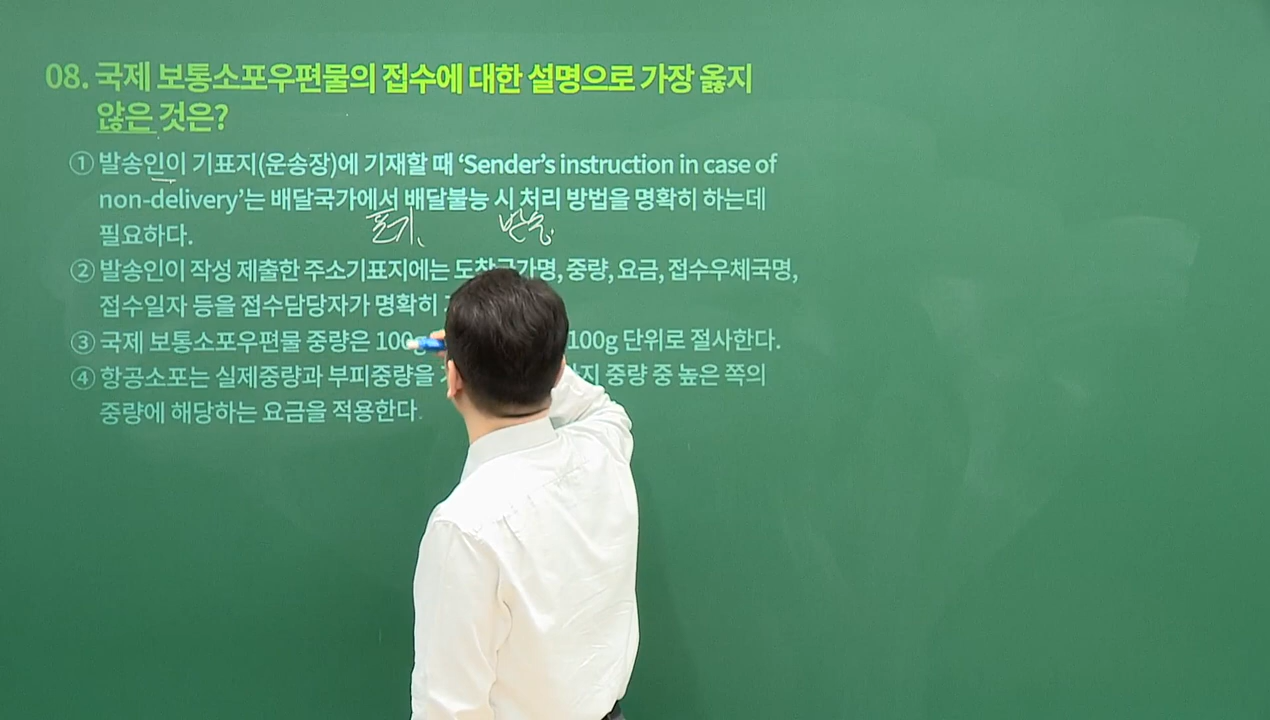 08. 국제 보통소포우편물의 접수에 대한 설명으로 가장 옳지
않은 것은?
① 발송인이 기표지(운송장)에 기재할 때 ‘Sender’s instruction in case of
non-delivery’는 배달국가에서 배달불능 시 처리 방법을 명확히 하는데
포기, 반송.
필요하다.
② 발송인이 작성 제출한 주소기표지에는 도착국가명, 중량, 요금, 접수우체국명,
접수일자 등을 접수담당자가 명확히
③ 국제 보통소포우편물 중량은 100g 100g 단위로 절사한다.
④ 항공소포는 실제중량과 부피중량을 중량 중 높은 쪽의
중량에 해당하는 요금을 적용한다.